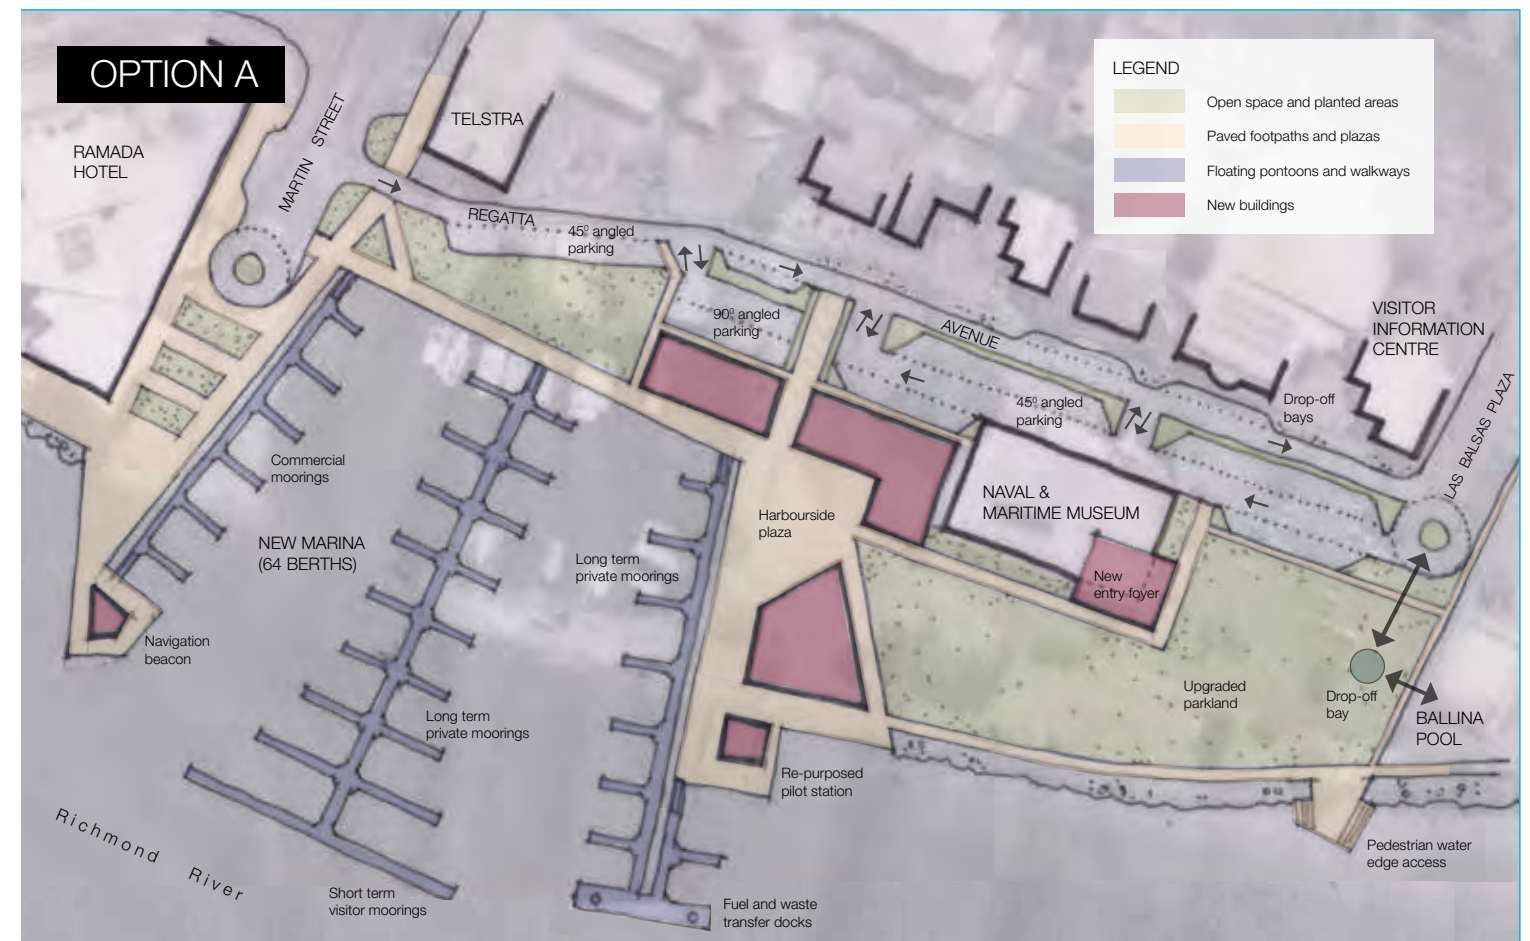 OPTION A
LEGEND
Open space and planted areas
Paved footpaths and plazas
Floating pontoons and walkways
New buildings
RAMADA
HOTEL
MARTIN STREET
TELSTRA
REGATTA
45º angled
parking
90º angled
parking
AVENUE
45º angled
parking
VISITOR
INFORMATION
CENTRE
Drop-off
bays
LAS BALSAS PLAZA
Commercial
moorings
NEW MARINA
(64 BERTHS)
Long term
private moorings
Harbourside
plaza
NAVAL &
MARITIME MUSEUM
New
entry foyer
Navigation
beacon
Long term
private moorings
Upgraded
parkland
Drop-off
bay
BALLINA
POOL
Re-purposed
pilot station
Richmond River
Short term
visitor moorings
Fuel and waste
transfer docks
Pedestrian water
edge access